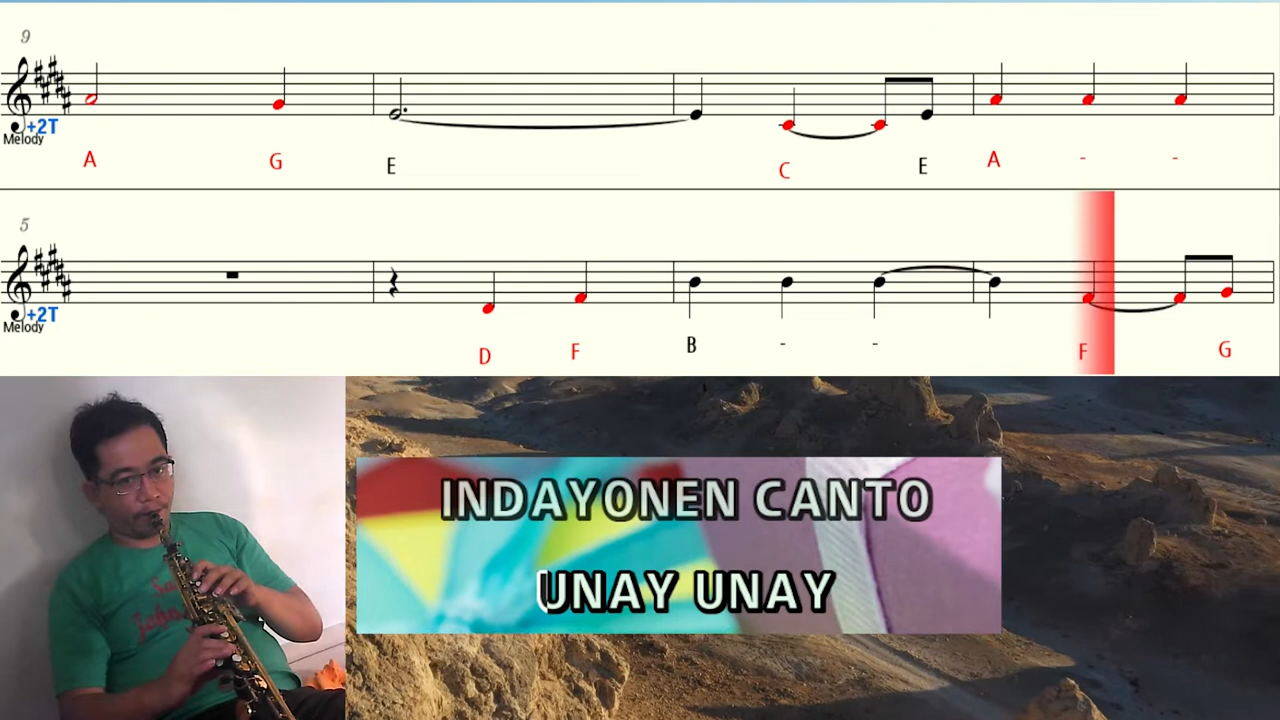 9
+2T
Melody
A G E C E A - -
5
+2T
Melody
D F B - - F G
INDAYONEN CANTO
UNAY UNAY